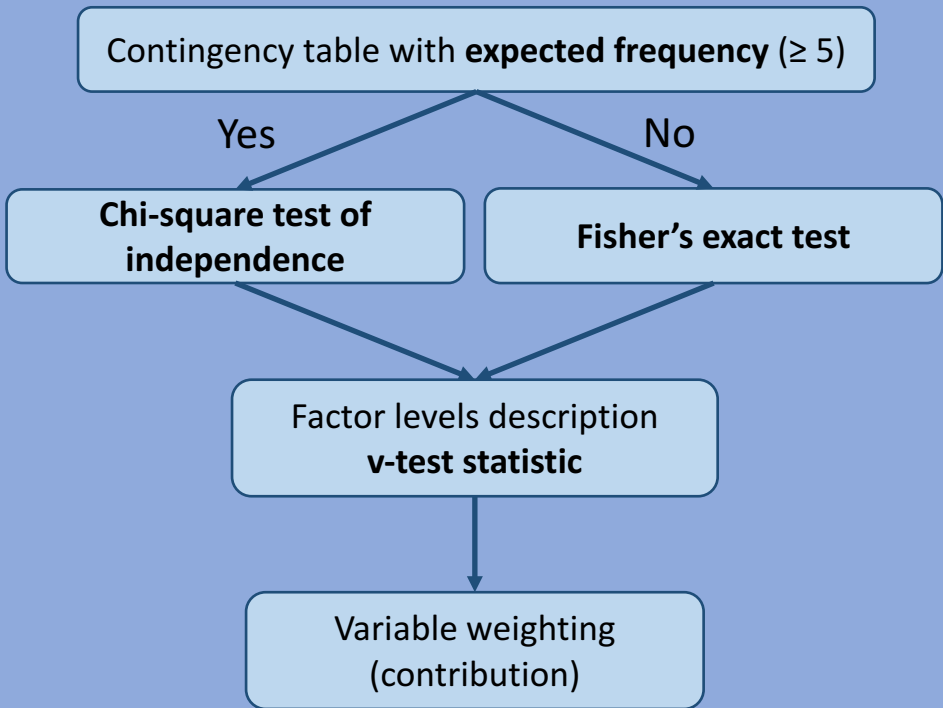 Contingency table with expected frequency (≥ 5)
Yes
No
Chi-square test of
independence
Fisher’s exact test
Factor levels description
v-test statistic
Variable weighting
(contribution)